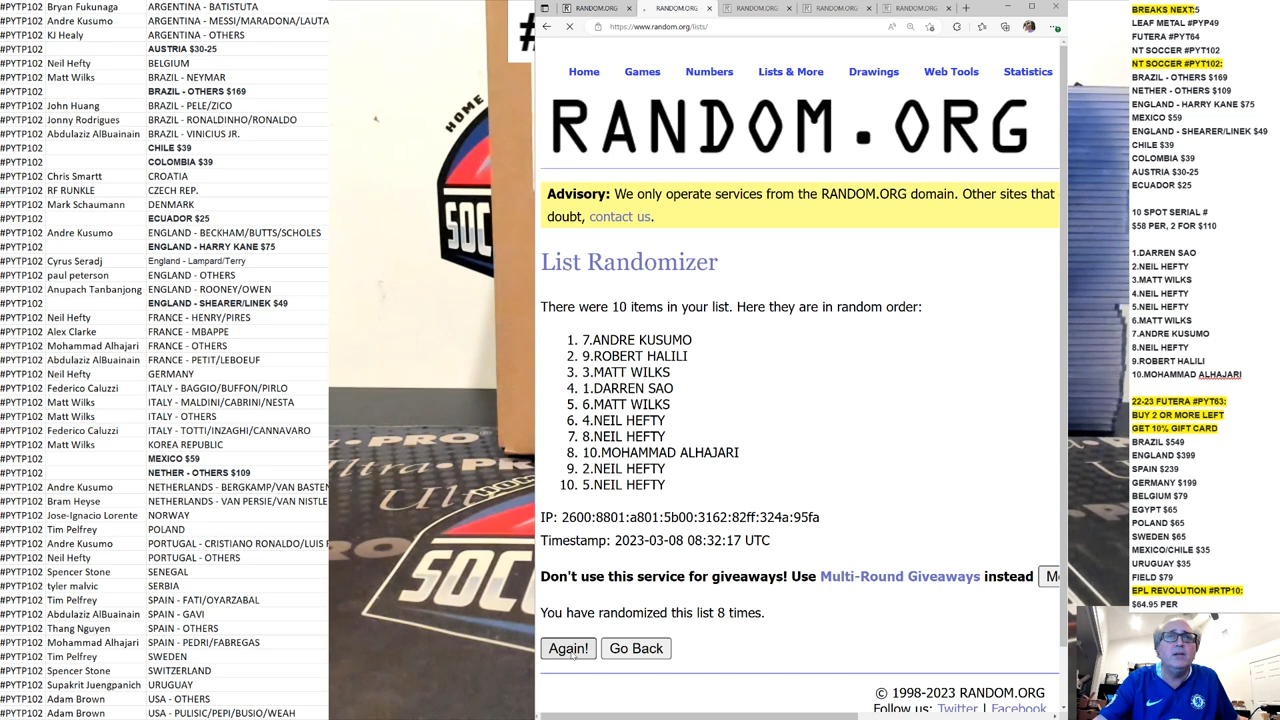 #PYTP102 Bryan Fukunaga ARGENTINA - BATISTUTA
#PYTP102 Andre Kusumo ARGENTINA - MESSI/MARADONA/LAUTA
#PYTP102 KJ Healy ARGENTINA - OTHERS
#PYTP102 AUSTRIA $30-25
#PYTP102 Neil Hefty BELGIUM
#PYTP102 Matt Wilks BRAZIL - NEYMAR
#PYTP102 BRAZIL - OTHERS $169
#PYTP102 John Huang BRAZIL - PELE/ZICO
#PYTP102 Jonny Rodrigues BRAZIL - RONALDINHO/RONALDO
#PYTP102 Abdulaziz AlBuainain BRAZIL - VINICIUS JR.
#PYTP102 CHILE $39
#PYTP102 COLOMBIA $39
#PYTP102 Chris Smartt CROATIA
#PYTP102 RF RUNKLE CZECH REP.
#PYTP102 Mark Schaumann DENMARK
#PYTP102 ECUADOR $25
#PYTP102 Andre Kusumo ENGLAND - BECKHAM/BUTTS/SCHOLES
#PYTP102 ENGLAND - HARRY KANE $75
#PYTP102 Cyrus Seradj England - Lampard/Terry
#PYTP102 paul peterson ENGLAND - OTHERS
#PYTP102 Anupach Tanbanjong ENGLAND - ROONEY/OWEN
#PYTP102 ENGLAND - SHEARER/LINEK $49
#PYTP102 Neil Hefty FRANCE - HENRY/PIRES
#PYTP102 Alex Clarke FRANCE - MBAPPE
#PYTP102 Mohammad Alhajari FRANCE - OTHERS
#PYTP102 Abdulaziz AlBuainain FRANCE - PETIT/LEBOEUF
#PYTP102 Neil Hefty GERMANY
#PYTP102 Federico Caluzzi ITALY - BAGGIO/BUFFON/PIRLO
#PYTP102 Matt Wilks ITALY - MALDINI/CABRINI/NESTA
#PYTP102 Matt Wilks ITALY - OTHERS
#PYTP102 Federico Caluzzi ITALY - TOTTI/INZAGHI/CANNAVARO
#PYTP102 Matt Wilks KOREA REPUBLIC
#PYTP102 MEXICO $59
#PYTP102 NETHER - OTHERS $109
#PYTP102 Andre Kusumo NETHERLANDS - BERGKAMP/VAN BASTEN
#PYTP102 Bram Heyse NETHERLANDS - VAN PERSIE/VAN NISTLE
#PYTP102 Jose-Ignacio Lorente NORWAY
#PYTP102 Tim Pelfrey POLAND
#PYTP102 Andre Kusumo PORTUGAL - CRISTIANO RONALDO/LUIS F
#PYTP102 Neil Hefty PORTUGAL - OTHERS
#PYTP102 Spencer Stone SENEGAL
#PYTP102 tyler malvic SERBIA
#PYTP102 Tim Pelfrey SPAIN - FATI/OYARZABAL
#PYTP102 Abdulaziz AlBuainain SPAIN - GAVI
#PYTP102 Thang Nguyen SPAIN - OTHERS
#PYTP102 Mohammad Alhajari SPAIN - PEDRI/FABREGAS
#PYTP102 Tim Pelfrey SWEDEN
#PYTP102 Spencer Stone SWITZERLAND
#PYTP102 Supakrit Juengpanich URUGUAY
#PYTP102 Adam Brown USA - OTHERS
#PYTP102 Adam Brown USA - PULISIC/PEPI/BUSIO/WEAH
HOME
SOC
SOCC
RANDOM.ORG RANDOM.ORG RANDOM.ORG RANDOM.ORG RANDOM.ORG
https://www.random.org/lists/
Home Games Numbers Lists & More Drawings Web Tools Statistics
RANDOM.ORG
Advisory: We only operate services from the RANDOM.ORG domain. Other sites that
doubt, contact us.
List Randomizer
There were 10 items in your list. Here they are in random order:
1. 7.ANDRE KUSUMO
2. 9.ROBERT HALILI
3. 3.MATT WILKS
4. 1.DARREN SAO
5. 6.MATT WILKS
6. 4.NEIL HEFTY
7. 8.NEIL HEFTY
8. 10.MOHAMMAD ALHAJARI
9. 2.NEIL HEFTY
10. 5.NEIL HEFTY
IP: 2600:8801:a801:5b00:3162:82ff:324a:95fa
Timestamp: 2023-03-08 08:32:17 UTC
Don't use this service for giveaways! Use Multi-Round Giveaways instead
You have randomized this list 8 times.
Again! Go Back
© 1998-2023 RANDOM.ORG
Follow us: Twitter | Facebook
BREAKS NEXT:5
LEAF METAL #PYP49
FUTERA #PYT64
NT SOCCER #PYT102
NT SOCCER #PYT102:
BRAZIL - OTHERS $169
NETHER - OTHERS $109
ENGLAND - HARRY KANE $75
MEXICO $59
ENGLAND - SHEARER/LINEK $49
CHILE $39
COLOMBIA $39
AUSTRIA $30-25
ECUADOR $25
10 SPOT SERIAL #
$58 PER, 2 FOR $110
1.DARREN SAO
2.NEIL HEFTY
3.MATT WILKS
4.NEIL HEFTY
5.NEIL HEFTY
6.MATT WILKS
7.ANDRE KUSUMO
8.NEIL HEFTY
9.ROBERT HALILI
10.MOHAMMAD ALHAJARI
22-23 FUTERA #PYT63:
BUY 2 OR MORE LEFT
GET 10% GIFT CARD
BRAZIL $549
ENGLAND $399
SPAIN $239
GERMANY $199
BELGIUM $79
EGYPT $65
POLAND $65
SWEDEN $65
MEXICO/CHILE $35
URUGUAY $35
FIELD $79
EPL REVOLUTION #RTP10:
$64.95 PER